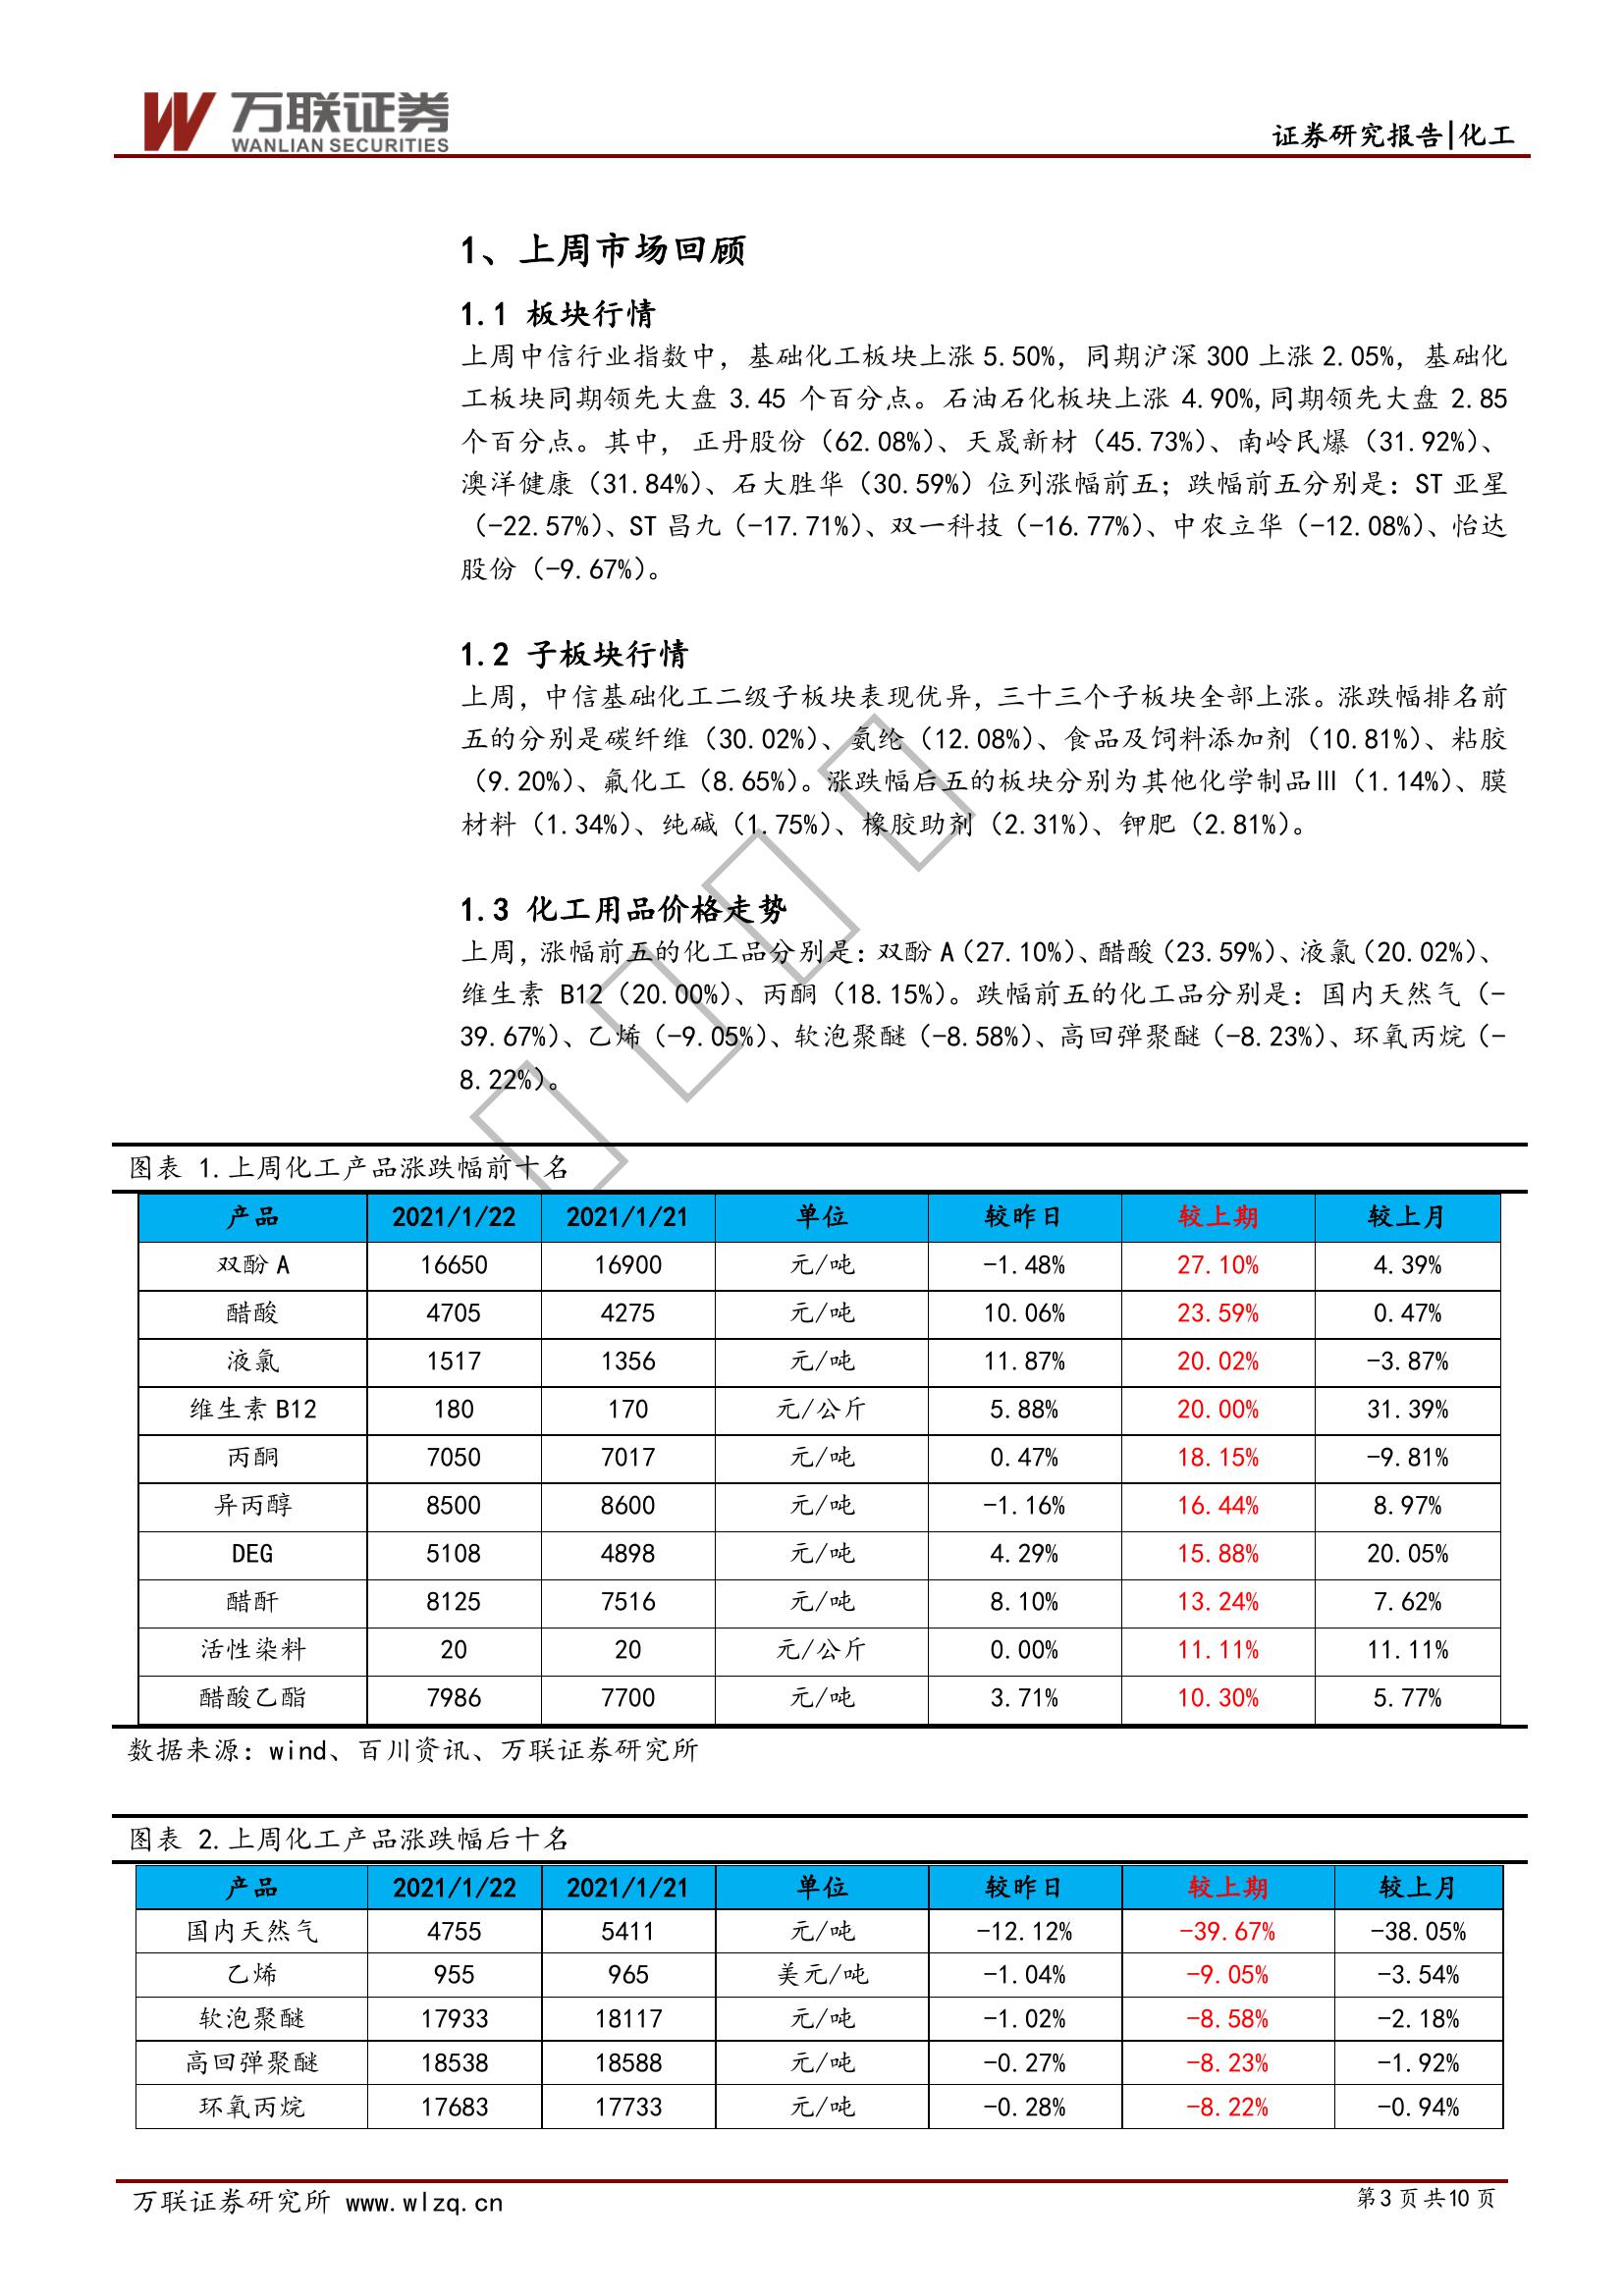 万联证券
WANLIAN SECURITIES
证券研究报告|化工
1、上周市场回顾
1.1 板块行情
上周中信行业指数中，基础化工板块上涨 5.50%，同期沪深 300 上涨 2.05%，基础化
工板块同期领先大盘 3.45 个百分点。石油石化板块上涨 4.90%,同期领先大盘 2.85
个百分点。其中，正丹股份（62.08%）、天晟新材（45.73%）、南岭民爆（31.92%）、
澳洋健康（31.84%）、石大胜华（30.59%）位列涨幅前五；跌幅前五分别是：ST 亚星
（-22.57%）、ST 昌九（-17.71%）、双一科技（-16.77%）、中农立华（-12.08%）、怡达
股份（-9.67%）。
1.2 子板块行情
上周，中信基础化工二级子板块表现优异，三十三个子板块全部上涨。涨跌幅排名前
五的分别是碳纤维（30.02%）、氨纶（12.08%）、食品及饲料添加剂（10.81%）、粘胶
（9.20%）、氟化工（8.65%）。涨跌幅后五的板块分别为其他化学制品Ⅲ（1.14%）、膜
材料（1.34%）、纯碱（1.75%）、橡胶助剂（2.31%）、钾肥（2.81%）。
1.3 化工用品价格走势
上周，涨幅前五的化工品分别是：双酚 A（27.10%）、醋酸（23.59%）、液氯（20.02%）、
维生素 B12（20.00%）、丙酮（18.15%）。跌幅前五的化工品分别是：国内天然气（-
39.67%）、乙烯（-9.05%）、软泡聚醚（-8.58%）、高回弹聚醚（-8.23%）、环氧丙烷（-
8.22%）。
图表 1.上周化工产品涨跌幅前十名
产品 2021/1/22 2021/1/21 单位 较昨日 较上期 较上月
双酚 A 16650 16900 元/吨 -1.48% 27.10% 4.39%
醋酸 4705 4275 元/吨 10.06% 23.59% 0.47%
液氯 1517 1356 元/吨 11.87% 20.02% -3.87%
维生素 B12 180 170 元/公斤 5.88% 20.00% 31.39%
丙酮 7050 7017 元/吨 0.47% 18.15% -9.81%
异丙醇 8500 8600 元/吨 -1.16% 16.44% 8.97%
DEG 5108 4898 元/吨 4.29% 15.88% 20.05%
醋酐 8125 7516 元/吨 8.10% 13.24% 7.62%
活性染料 20 20 元/公斤 0.00% 11.11% 11.11%
醋酸乙酯 7986 7700 元/吨 3.71% 10.30% 5.77%
数据来源：wind、百川资讯、万联证券研究所
图表 2.上周化工产品涨跌幅后十名
产品 2021/1/22 2021/1/21 单位 较昨日 较上期 较上月
国内天然气 4755 5411 元/吨 -12.12% -39.67% -38.05%
乙烯 955 965 美元/吨 -1.04% -9.05% -3.54%
软泡聚醚 17933 18117 元/吨 -1.02% -8.58% -2.18%
高回弹聚醚 18538 18588 元/吨 -0.27% -8.23% -1.92%
环氧丙烷 17683 17733 元/吨 -0.28% -8.22% -0.94%
万联证券研究所 www.wlzq.cn
第 3 页 共 10 页